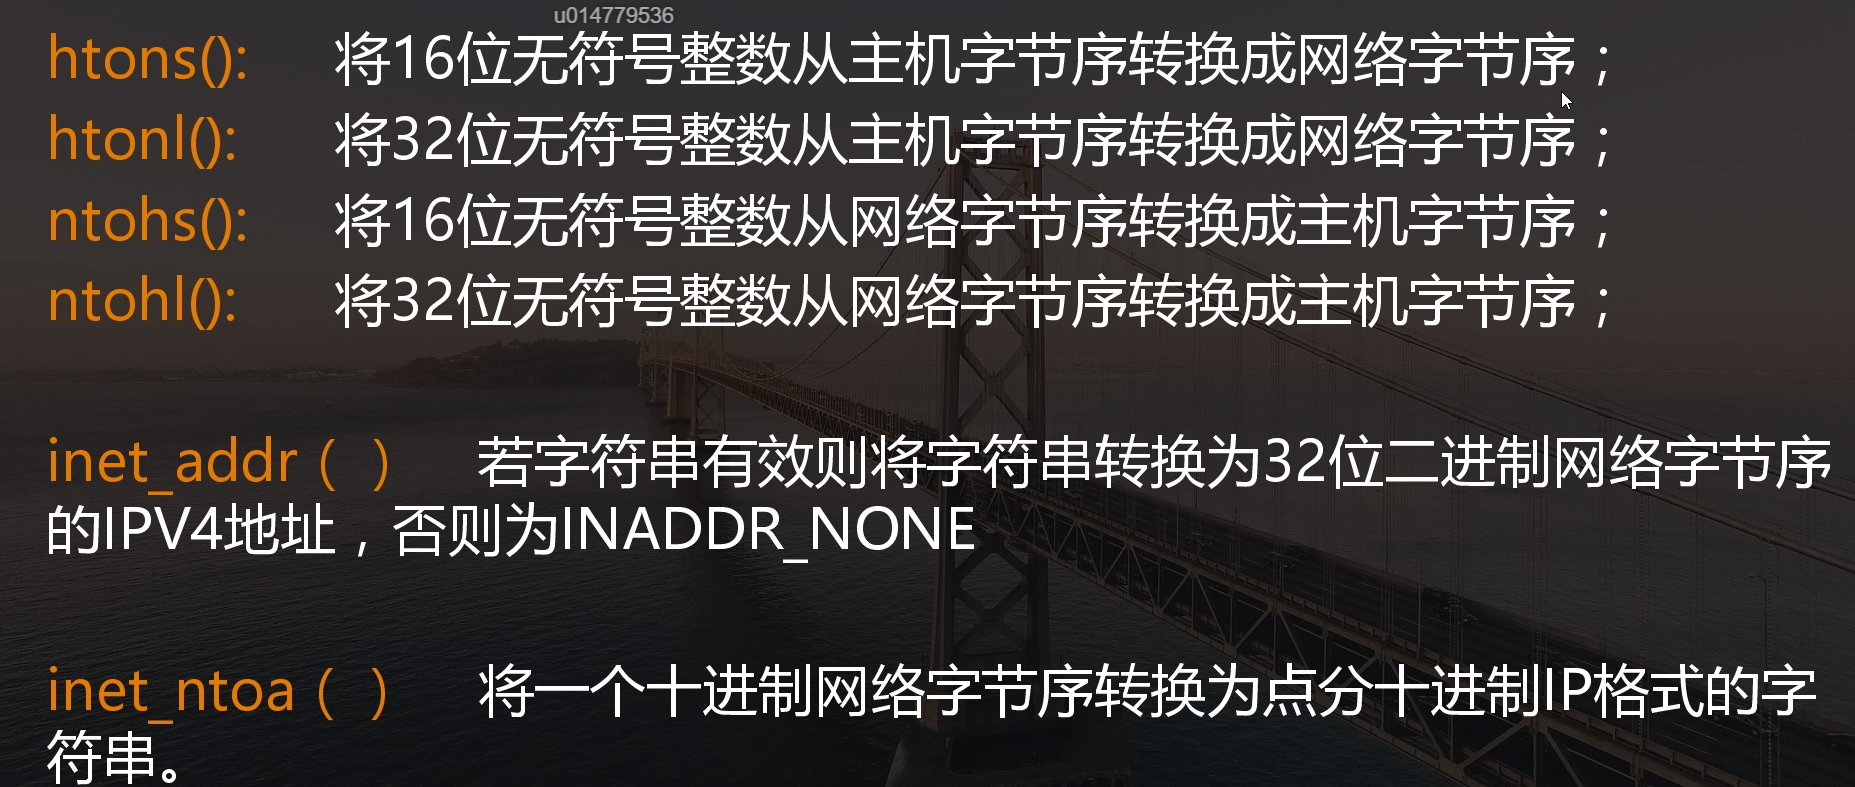 u014779536
htons(): 将16位无符号整数从主机字节序转换成网络字节序；
htonl(): 将32位无符号整数从主机字节序转换成网络字节序；
ntohs(): 将16位无符号整数从网络字节序转换成主机字节序；
ntohl(): 将32位无符号整数从网络字节序转换成主机字节序；
inet_addr（ ） 若字符串有效则将字符串转换为32位二进制网络字节序
的IPV4地址，否则为INADDR_NONE
inet_ntoa（ ） 将一个十进制网络字节序转换为点分十进制IP格式的字
符串。